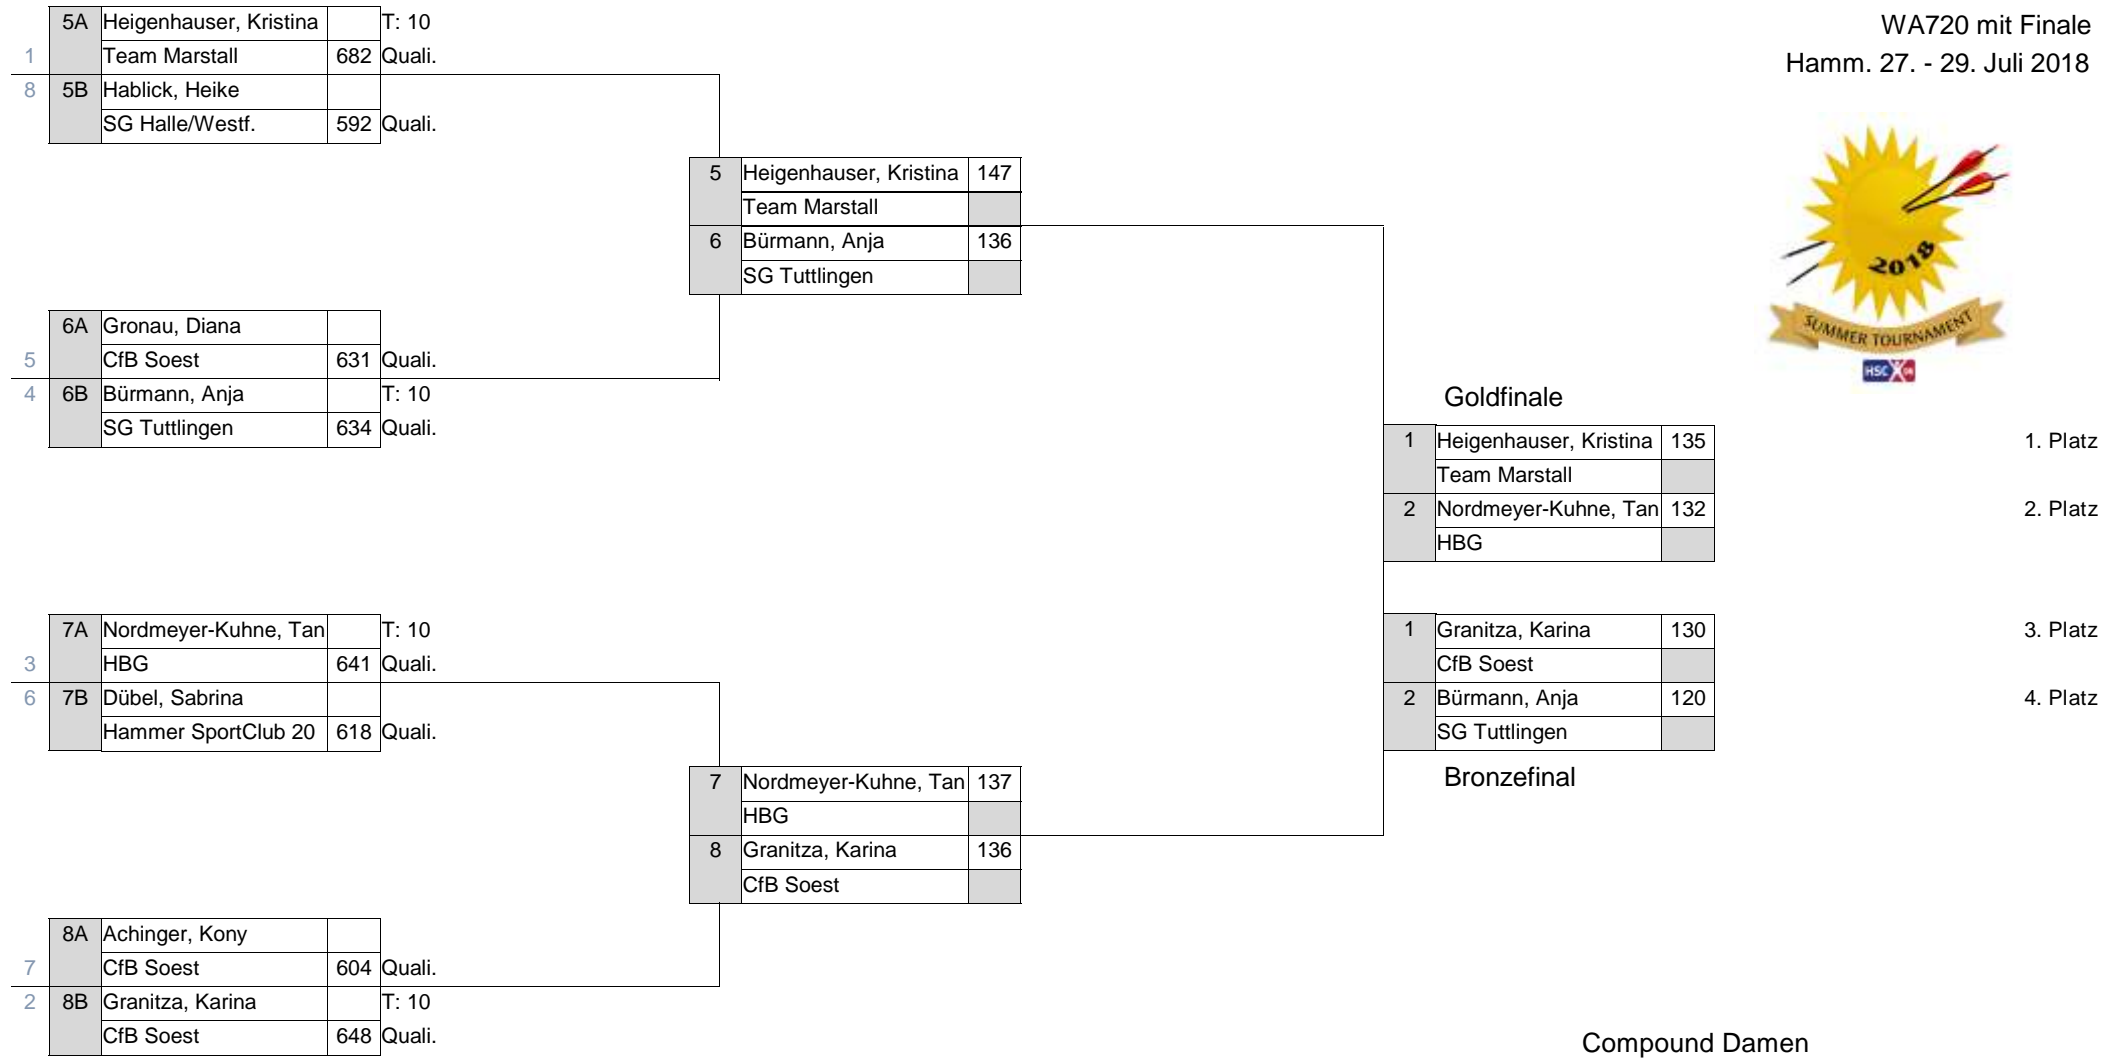 WA720 mit Finale
Hamm. 27. - 29. Juli 2018
5A Heigenhauser, Kristina T: 10
1 Team Marstall 682 Quali.
8 5B Hablick, Heike
SG Halle/Westf. 592 Quali.
5 Heigenhauser, Kristina 147
Team Marstall
6 Bürmann, Anja 136
SG Tuttlingen
2018
SUMMER TOURNAMENT
HSC
6A Gronau, Diana
5 CfB Soest 631 Quali.
4 6B Bürmann, Anja T: 10
SG Tuttlingen 634 Quali.
Goldfinale
1 Heigenhauser, Kristina 135 1. Platz
Team Marstall
2 Nordmeyer-Kuhne, Tan 132 2. Platz
HBG
7A Nordmeyer-Kuhne, Tan T: 10
3 HBG 641 Quali.
6 7B Dübel, Sabrina
Hammer SportClub 20 618 Quali.
1 Granitza, Karina 130 3. Platz
CfB Soest
2 Bürmann, Anja 120 4. Platz
SG Tuttlingen
Bronzefinal
7 Nordmeyer-Kuhne, Tan 137
HBG
8 Granitza, Karina 136
CfB Soest
8A Achinger, Kony
7 CfB Soest 604 Quali.
2 8B Granitza, Karina T: 10
CfB Soest 648 Quali.
Compound Damen